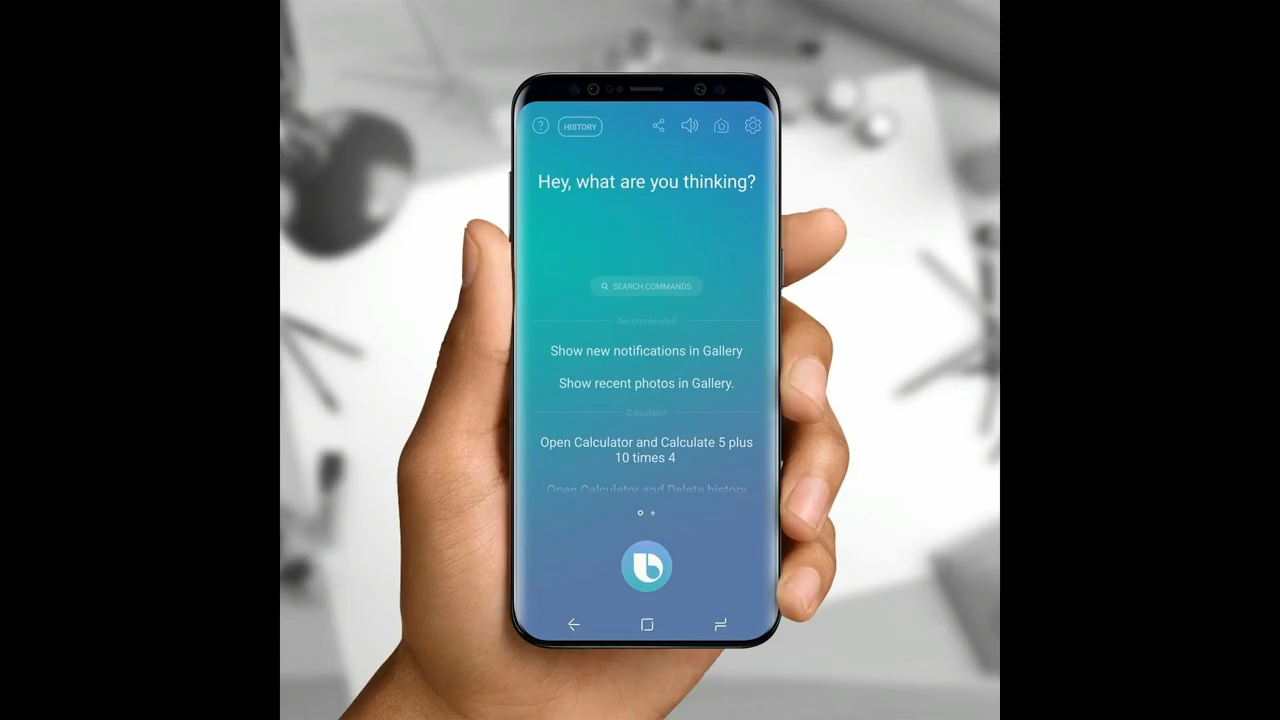 ?
HISTORY
Hey, what are you thinking?
SEARCH COMMANDS
Recommended
Show new notifications in Gallery
Show recent photos in Gallery.
Calculator
Open Calculator and Calculate 5 plus
10 times 4
Open Calculator and Delete history